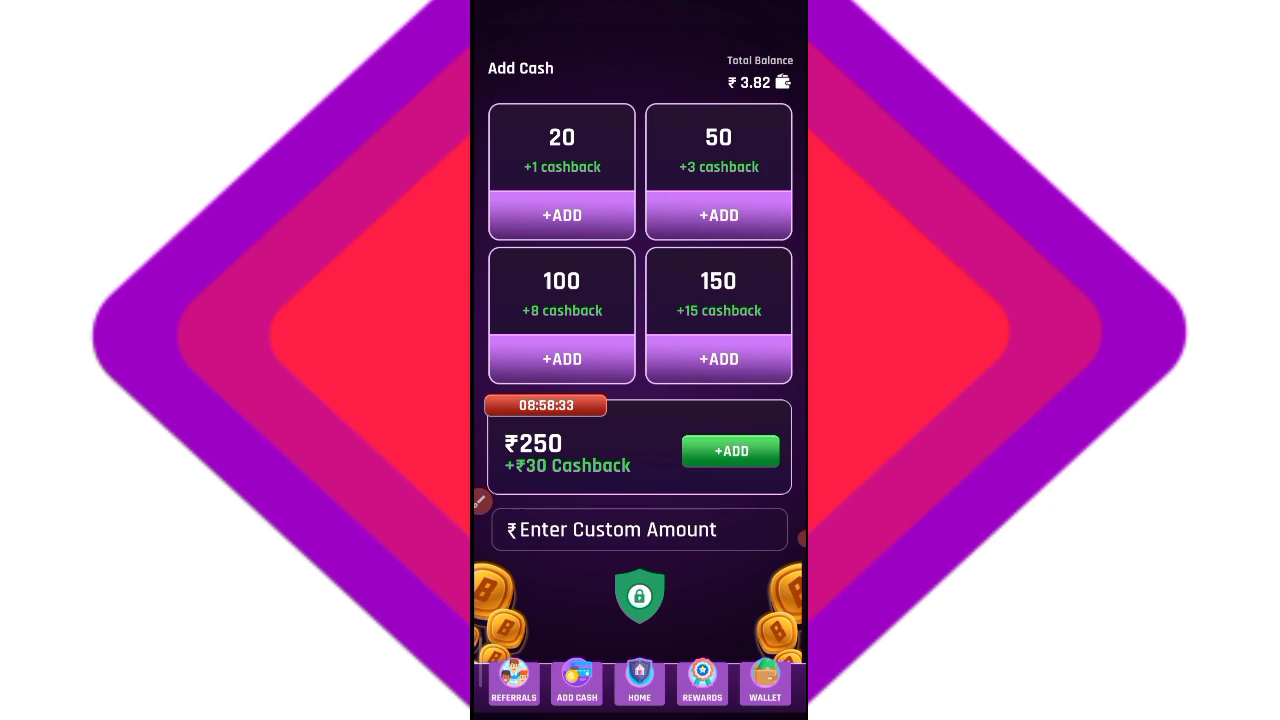 Add Cash
Total Balance
₹ 3.82
20
+1 cashback
+ADD
50
+3 cashback
+ADD
100
+8 cashback
+ADD
150
+15 cashback
+ADD
08:58:33
₹250
+₹30 Cashback
+ADD
₹ Enter Custom Amount
REFERRALS
ADD CASH
HOME
REWARDS
WALLET